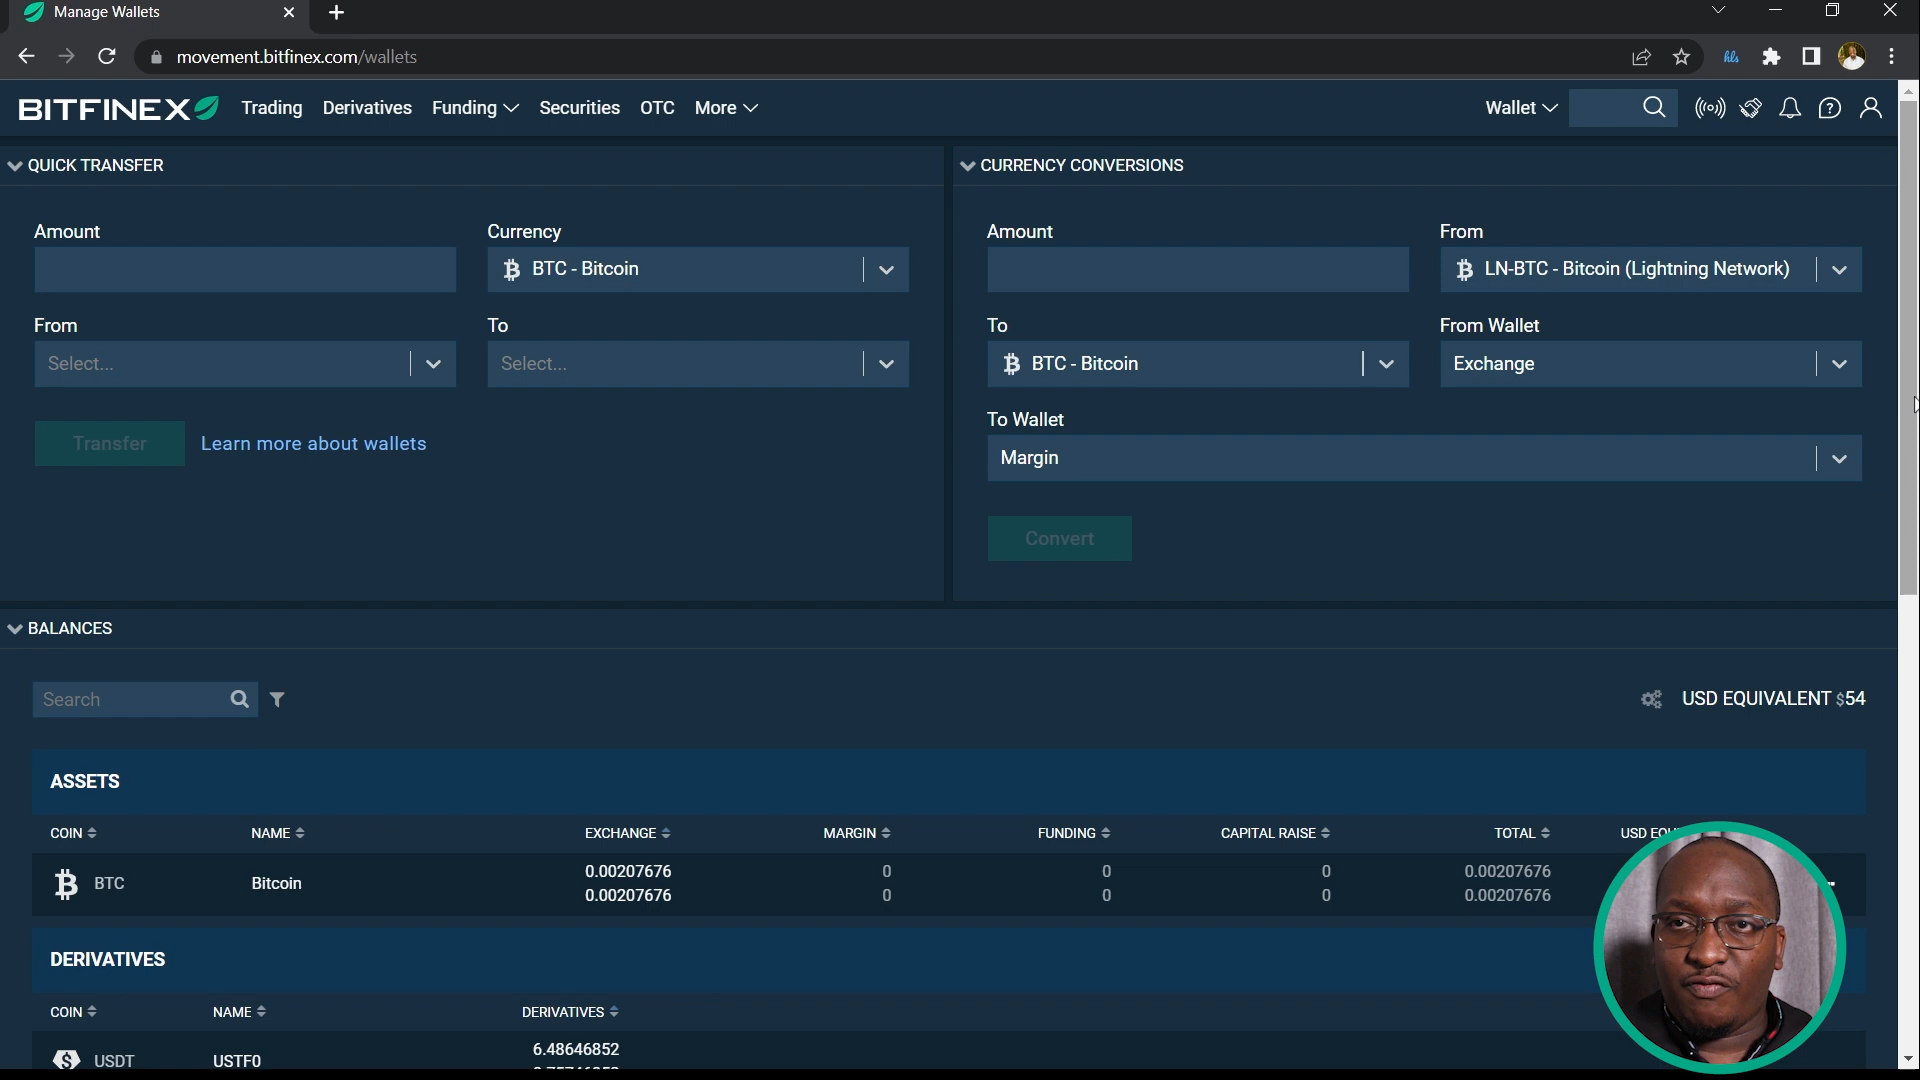 Manage Wallets
movement.bitfinex.com/wallets
hls
BITFINEX Trading Derivatives Funding Securities OTC More Wallet
QUICK TRANSFER
Amount
Currency
BTC - Bitcoin
From
To
Select...
Select...
Transfer
Learn more about wallets
CURRENCY CONVERSIONS
Amount
From
LN-BTC - Bitcoin (Lightning Network)
To
From Wallet
BTC - Bitcoin
Exchange
To Wallet
Margin
Convert
BALANCES
Search
USD EQUIVALENT $54
ASSETS
COIN NAME EXCHANGE MARGIN FUNDING CAPITAL RAISE TOTAL USD
0.00207676 0 0 0 0.00207676
BTC Bitcoin
0.00207676 0 0 0 0.00207676
DERIVATIVES
COIN NAME DERIVATIVES
6.48646852
USDT USTF0